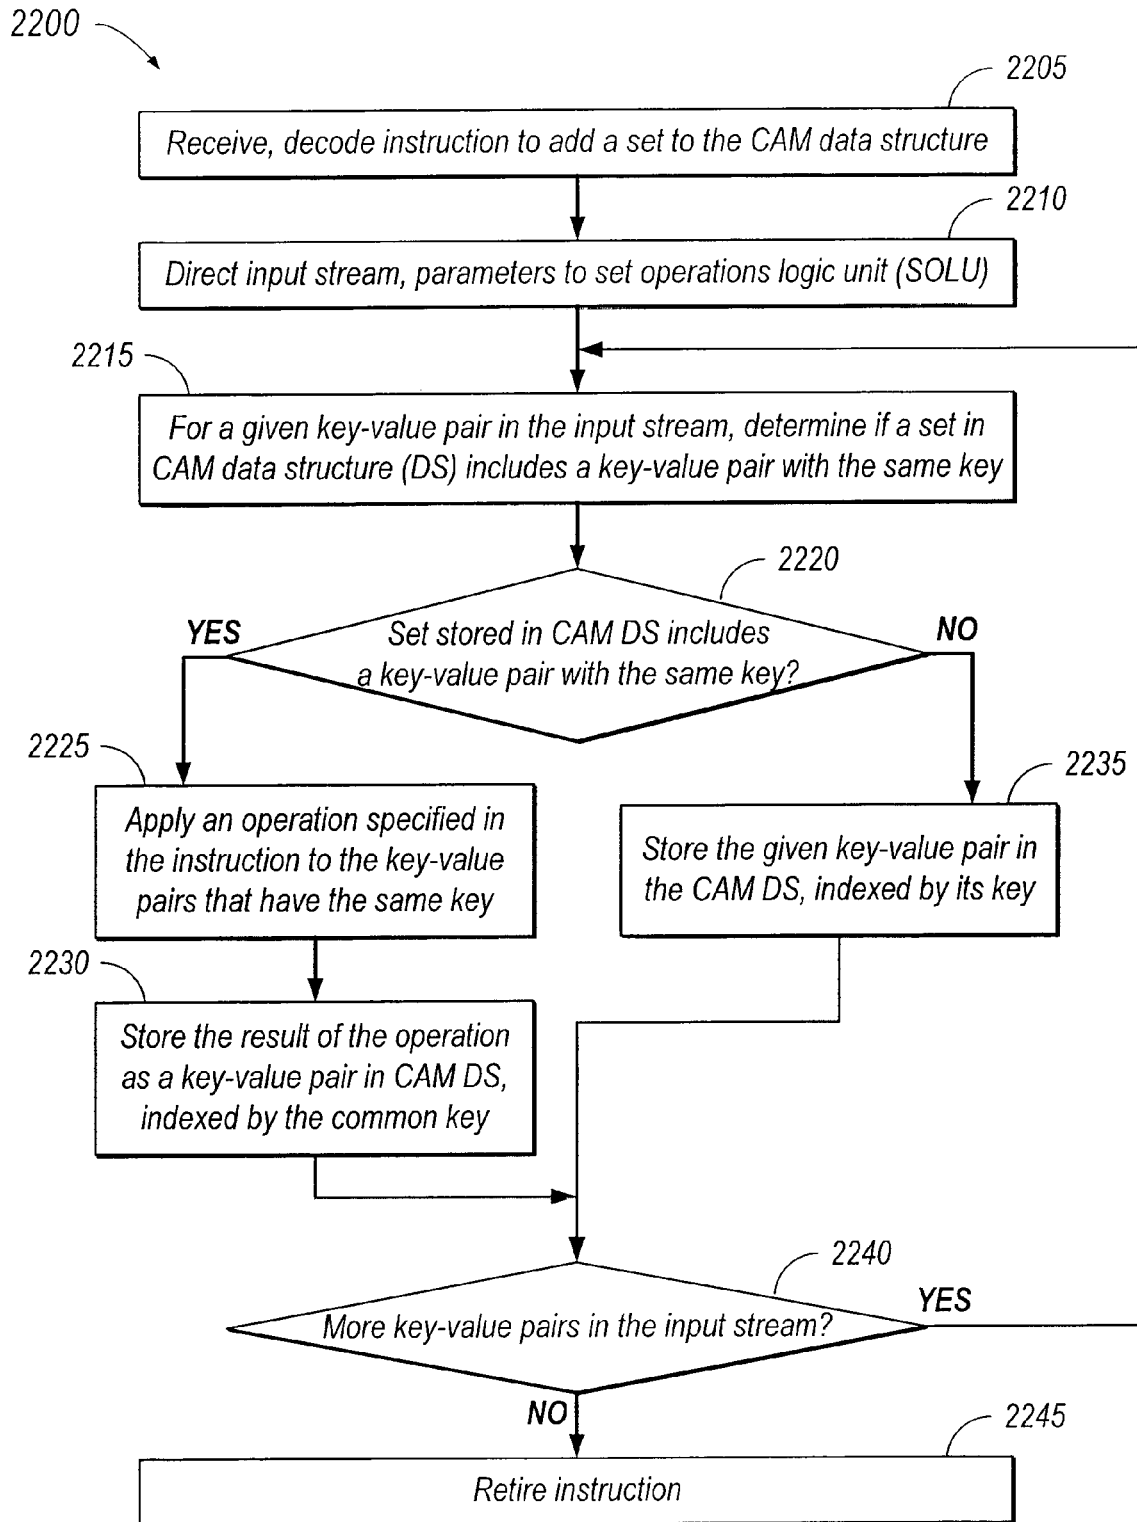 2200
2205
Receive, decode instruction to add a set to the CAM data structure
2210
Direct input stream, parameters to set operations logic unit (SOLU)
2215
For a given key-value pair in the input stream, determine if a set in
CAM data structure (DS) includes a key-value pair with the same key
2220
YES
NO
Set stored in CAM DS includes
a key-value pair with the same key?
2225
2235
Apply an operation specified in
the instruction to the key-value
pairs that have the same key
Store the given key-value pair in
the CAM DS, indexed by its key
2230
Store the result of the operation
as a key-value pair in CAM DS,
indexed by the common key
2240
YES
More key-value pairs in the input stream?
NO
2245
Retire instruction